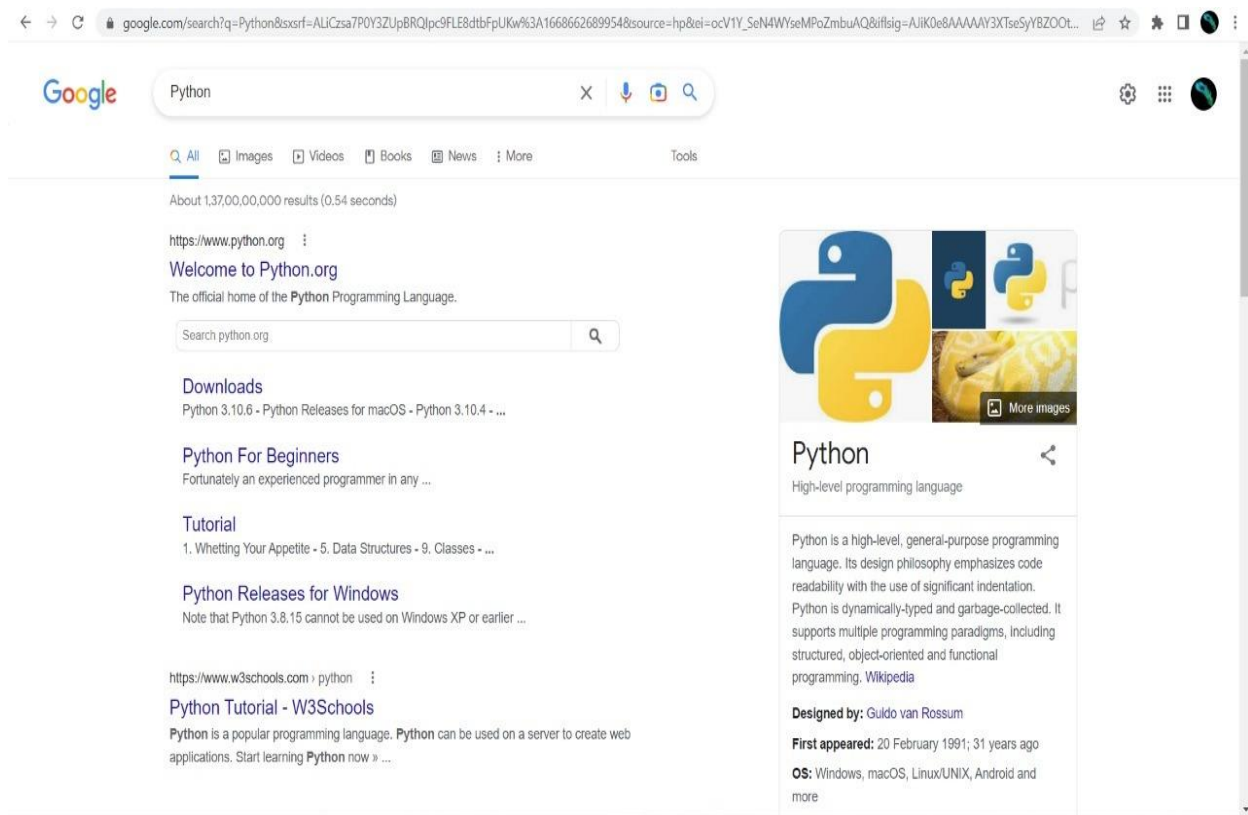 google.com/search?q=Python&sxsrf=ALiCzsa7P0Y3ZUpBRQIpc9FLE8dtbFpUKw%3A1668662689954&source=hp&ei=ocV1Y_SeN4WYseMPoZmbuAQ&iflsig=AJiK0e8AAAAAY3XTseSyYBZOOt...
Google
Python
All Images Videos Books News More Tools
About 1,37,00,00,000 results (0.54 seconds)
https://www.python.org
Welcome to Python.org
The official home of the Python Programming Language.
Search python.org
Downloads
Python 3.10.6 - Python Releases for macOS - Python 3.10.4 - ...
Python For Beginners
Fortunately an experienced programmer in any ...
Tutorial
1. Whetting Your Appetite - 5. Data Structures - 9. Classes - ...
Python Releases for Windows
Note that Python 3.8.15 cannot be used on Windows XP or earlier ...
https://www.w3schools.com › python
Python Tutorial - W3Schools
Python is a popular programming language. Python can be used on a server to create web
applications. Start learning Python now » ...
More images
Python
High-level programming language
Python is a high-level, general-purpose programming
language. Its design philosophy emphasizes code
readability with the use of significant indentation.
Python is dynamically-typed and garbage-collected. It
supports multiple programming paradigms, including
structured, object-oriented and functional
programming. Wikipedia
Designed by: Guido van Rossum
First appeared: 20 February 1991; 31 years ago
OS: Windows, macOS, Linux/UNIX, Android and
more